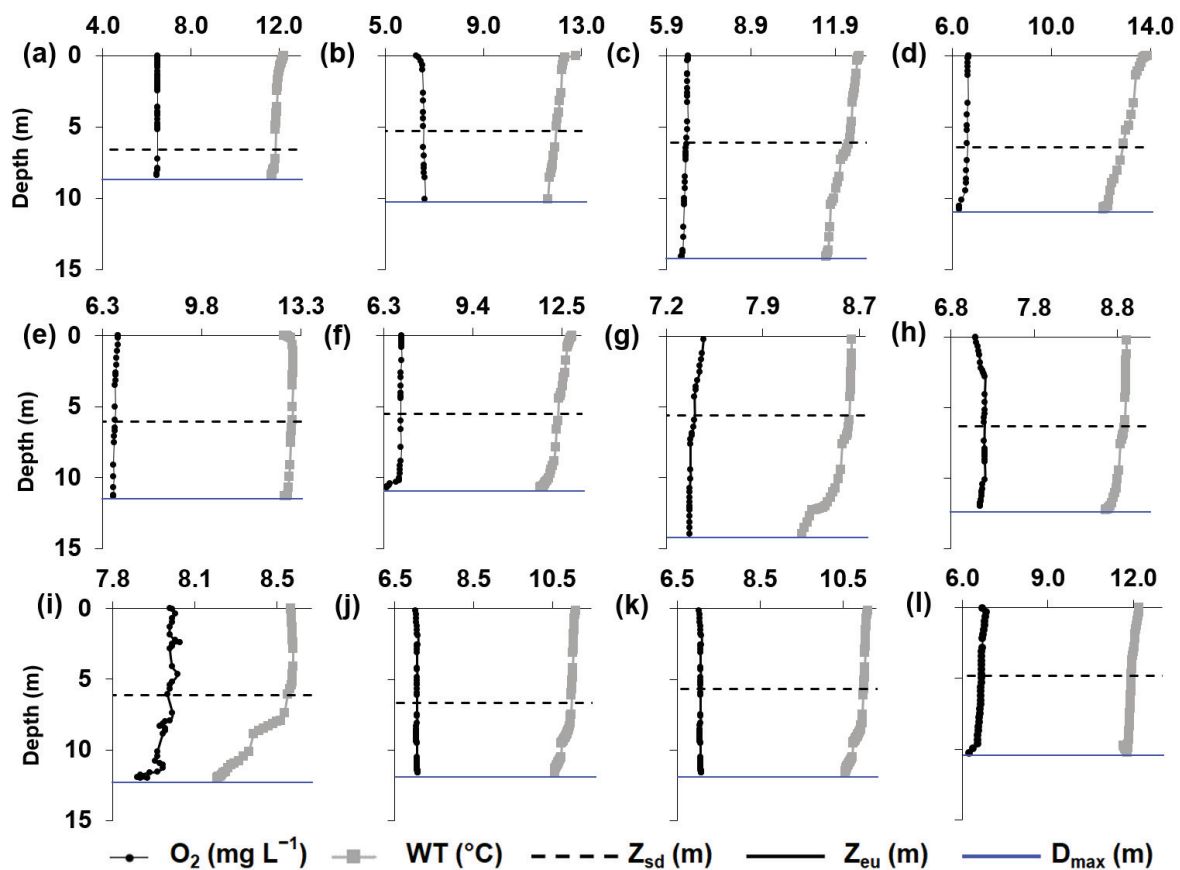 4.0 8.0 12.0 5.0 9.0 13.0 5.9 8.9 11.9 6.0 10.0 14.0
0 (a) (b) (c) (d)
5
10
15
Depth (m)
6.3 9.8 13.3 6.3 9.4 12.5 7.2 7.9 8.7 6.8 7.8 8.8
0 (e) (f) (g) (h)
5
10
15
Depth (m)
7.8 8.1 8.5 6.5 8.5 10.5 6.5 8.5 10.5 6.0 9.0 12.0
0 (i) (j) (k) (l)
5
10
15
Depth (m)
O₂ (mg L⁻¹) WT (°C) Zsd (m) Zeu (m) Dmax (m)